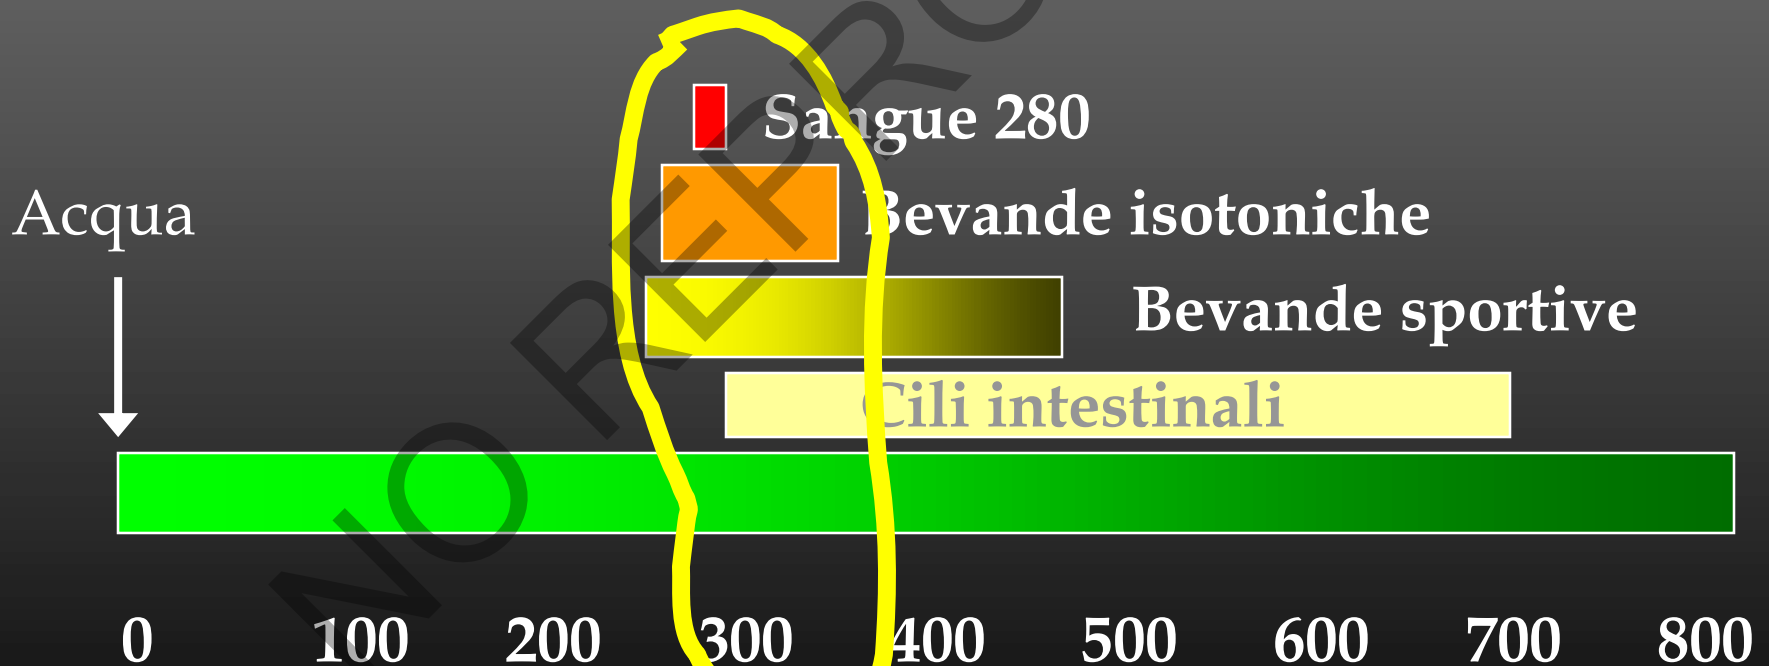 Sangue 280
Acqua
Bevande isotoniche
Bevande sportive
Cili intestinali
0 100 200 300 400 500 600 700 800
NO REPRO